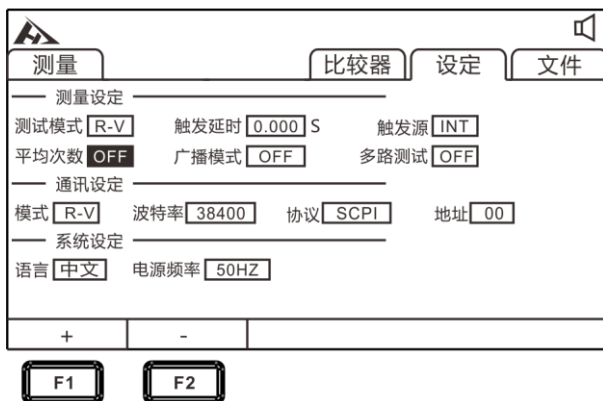 测量 比较器 设定 文件
测量设定
测试模式 R-V 触发延时 0.000 S 触发源 INT
平均次数 OFF 广播模式 OFF 多路测试 OFF
通讯设定
模式 R-V 波特率 38400 协议 SCPI 地址 00
系统设定
语言 中文 电源频率 50HZ
+ -
F1 F2